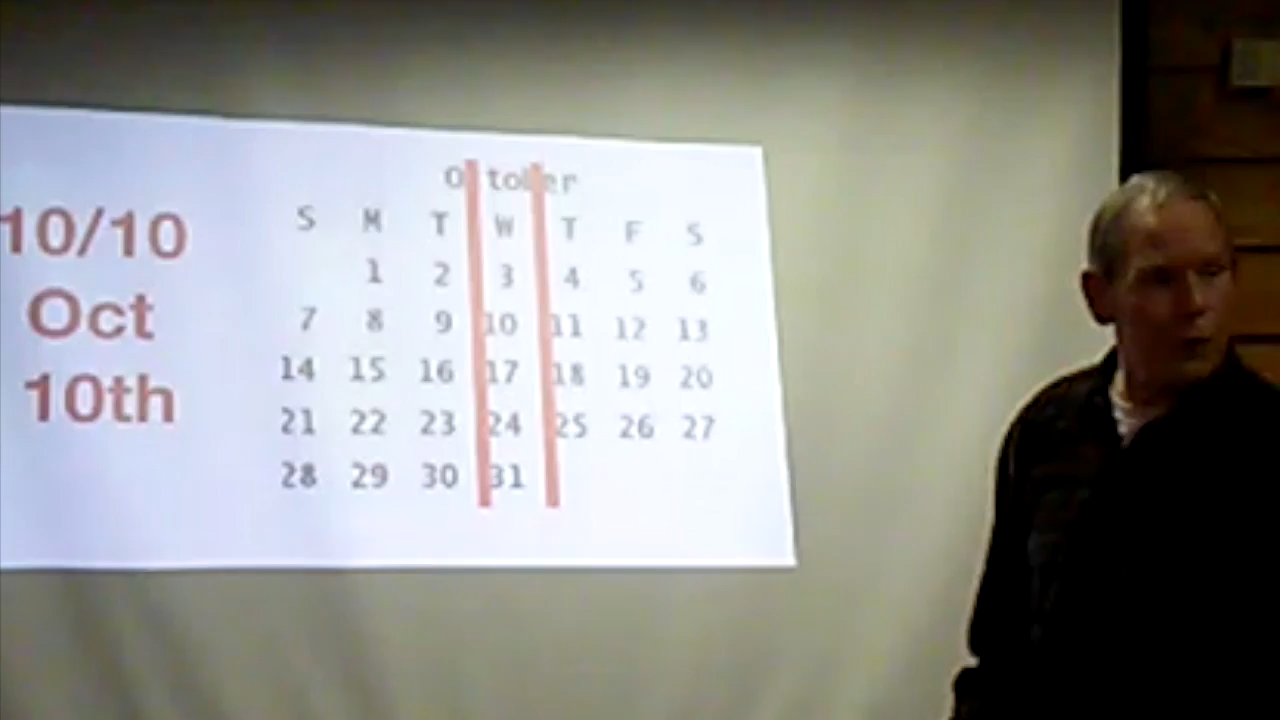 10/10
Oct
10th
October
S M T W T F S
1 2 3 4 5 6
7 8 9 10 11 12 13
14 15 16 17 18 19 20
21 22 23 24 25 26 27
28 29 30 31